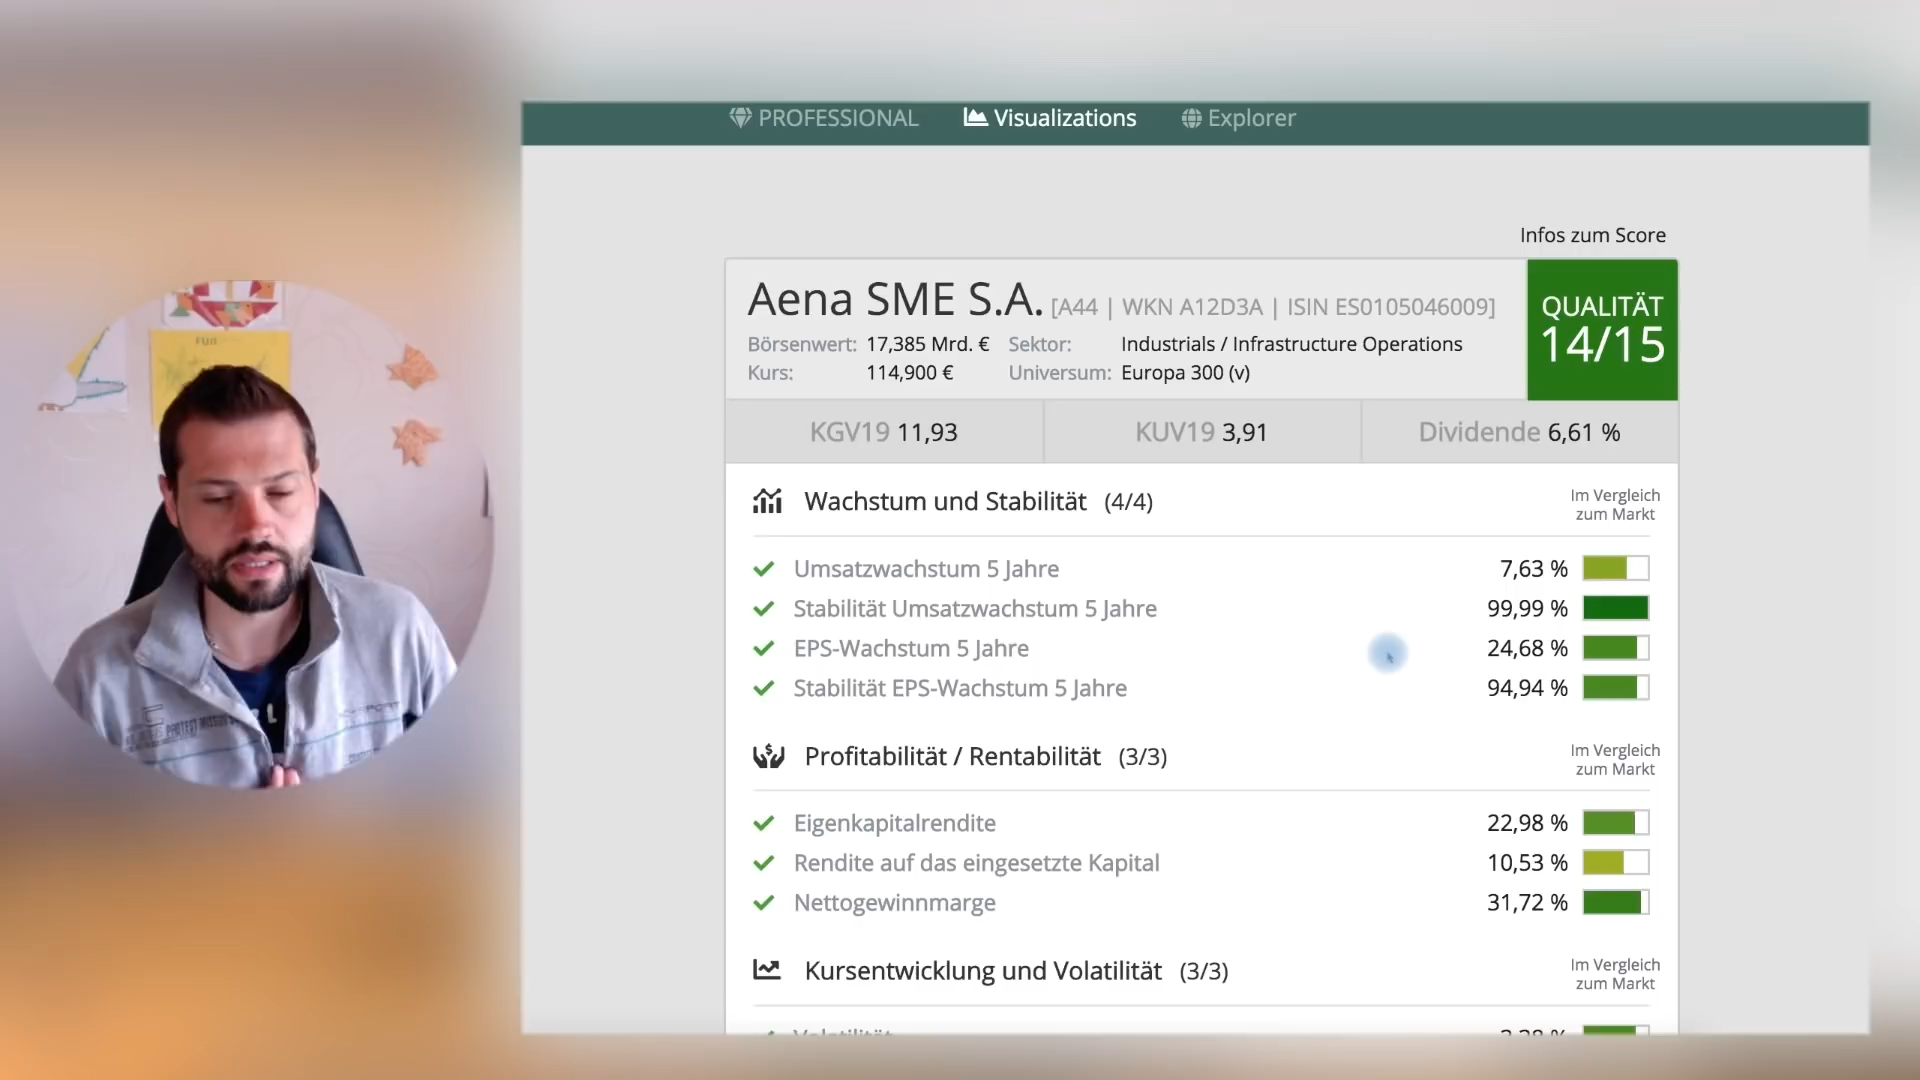 PROFESSIONAL Visualizations Explorer
Infos zum Score
Aena SME S.A. [A44 | WKN A12D3A | ISIN ES0105046009]
QUALITÄT
14/15
Börsenwert: 17,385 Mrd. € Sektor: Industrials / Infrastructure Operations
Kurs: 114,900 € Universum: Europa 300 (v)
KGV19 11,93 KUV19 3,91 Dividende 6,61 %
Wachstum und Stabilität (4/4)
Im Vergleich
zum Markt
Umsatzwachstum 5 Jahre 7,63 %
Stabilität Umsatzwachstum 5 Jahre 99,99 %
EPS-Wachstum 5 Jahre 24,68 %
Stabilität EPS-Wachstum 5 Jahre 94,94 %
Profitabilität / Rentabilität (3/3)
Im Vergleich
zum Markt
Eigenkapitalrendite 22,98 %
Rendite auf das eingesetzte Kapital 10,53 %
Nettogewinnmarge 31,72 %
Kursentwicklung und Volatilität (3/3)
Im Vergleich
zum Markt
Volatilität